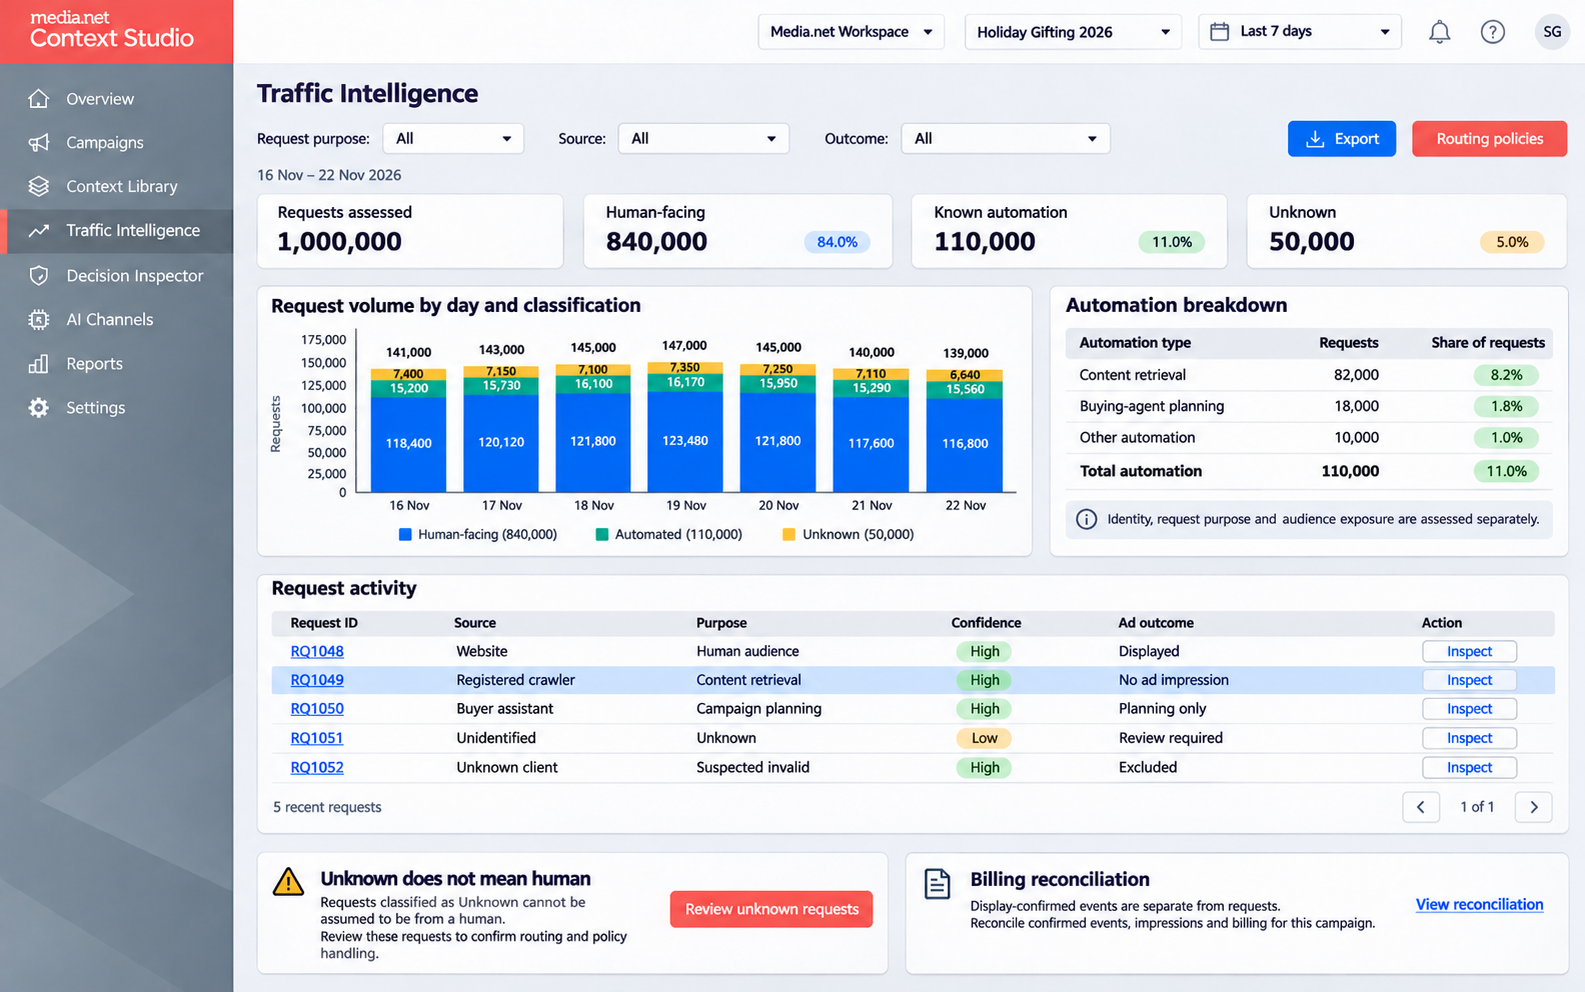 media.net
Context Studio
Media.net Workspace
Holiday Gifting 2026
Last 7 days
?
SG
Overview
Campaigns
Context Library
Traffic Intelligence
Decision Inspector
AI Channels
Reports
Settings
Traffic Intelligence
Request purpose: All
Source: All
Outcome: All
Export
Routing policies
16 Nov – 22 Nov 2026
Requests assessed
1,000,000
Human-facing
840,000 84.0%
Known automation
110,000 11.0%
Unknown
50,000 5.0%
Request volume by day and classification
Requests
175,000
150,000
125,000
100,000
75,000
50,000
25,000
0
141,000 143,000 145,000 147,000 145,000 140,000 139,000
7,400 7,150 7,100 7,350 7,250 7,110 6,640
15,200 15,730 16,100 16,170 15,950 15,290 15,560
118,400 120,120 121,800 123,480 121,800 117,600 116,800
16 Nov 17 Nov 18 Nov 19 Nov 20 Nov 21 Nov 22 Nov
Human-facing (840,000) Automated (110,000) Unknown (50,000)
Automation breakdown
Automation type Requests Share of requests
Content retrieval 82,000 8.2%
Buying-agent planning 18,000 1.8%
Other automation 10,000 1.0%
Total automation 110,000 11.0%
Identity, request purpose and audience exposure are assessed separately.
Request activity
Request ID Source Purpose Confidence Ad outcome Action
RQ1048 Website Human audience High Displayed Inspect
RQ1049 Registered crawler Content retrieval High No ad impression Inspect
RQ1050 Buyer assistant Campaign planning High Planning only Inspect
RQ1051 Unidentified Unknown Low Review required Inspect
RQ1052 Unknown client Suspected invalid High Excluded Inspect
5 recent requests
1 of 1
Unknown does not mean human
Requests classified as Unknown cannot be
assumed to be from a human.
Review these requests to confirm routing and policy
handling.
Review unknown requests
Billing reconciliation
Display-confirmed events are separate from requests.
Reconcile confirmed events, impressions and billing for this campaign.
View reconciliation